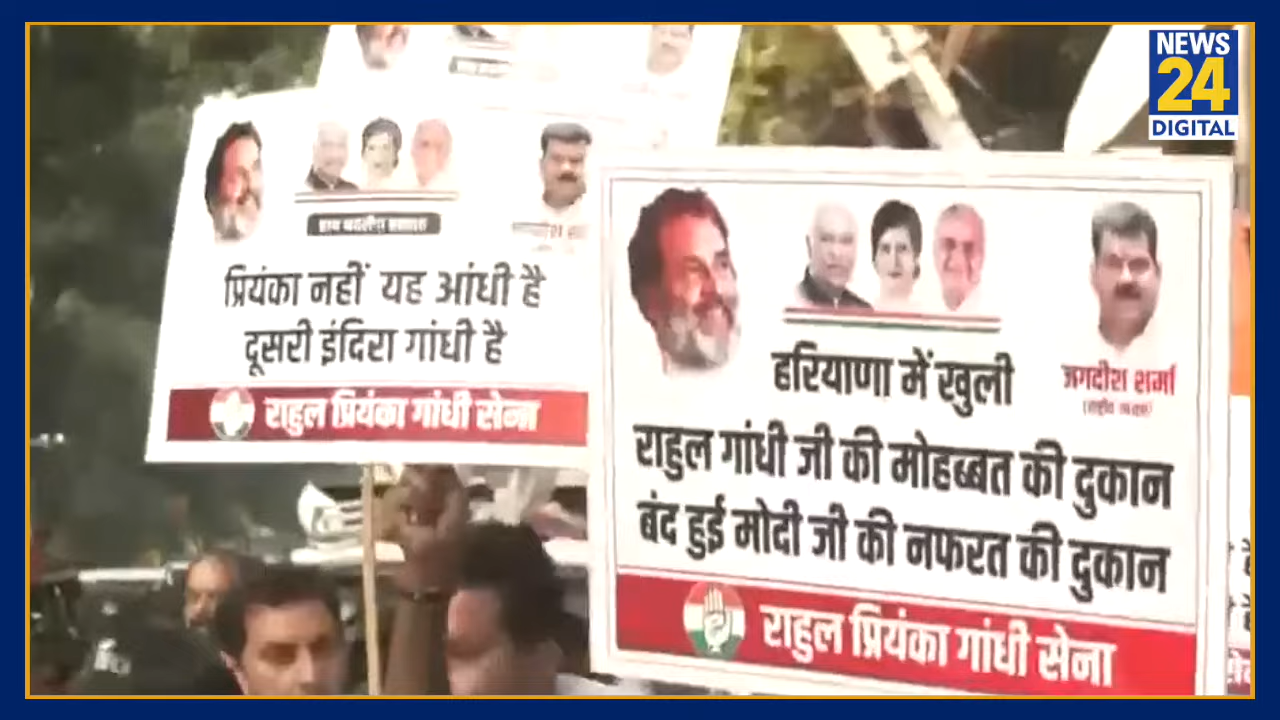 NEWS
24
DIGITAL
प्रियंका नहीं यह आंधी है
दूसरी इंदिरा गांधी है
राहुल प्रियंका गांधी सेना
हरियाणा में खुली
जगदीश शर्मा
राहुल गांधी जी की मोहब्बत की दुकान
बंद हुई मोदी जी की नफरत की दुकान
राहुल प्रियंका गांधी सेना